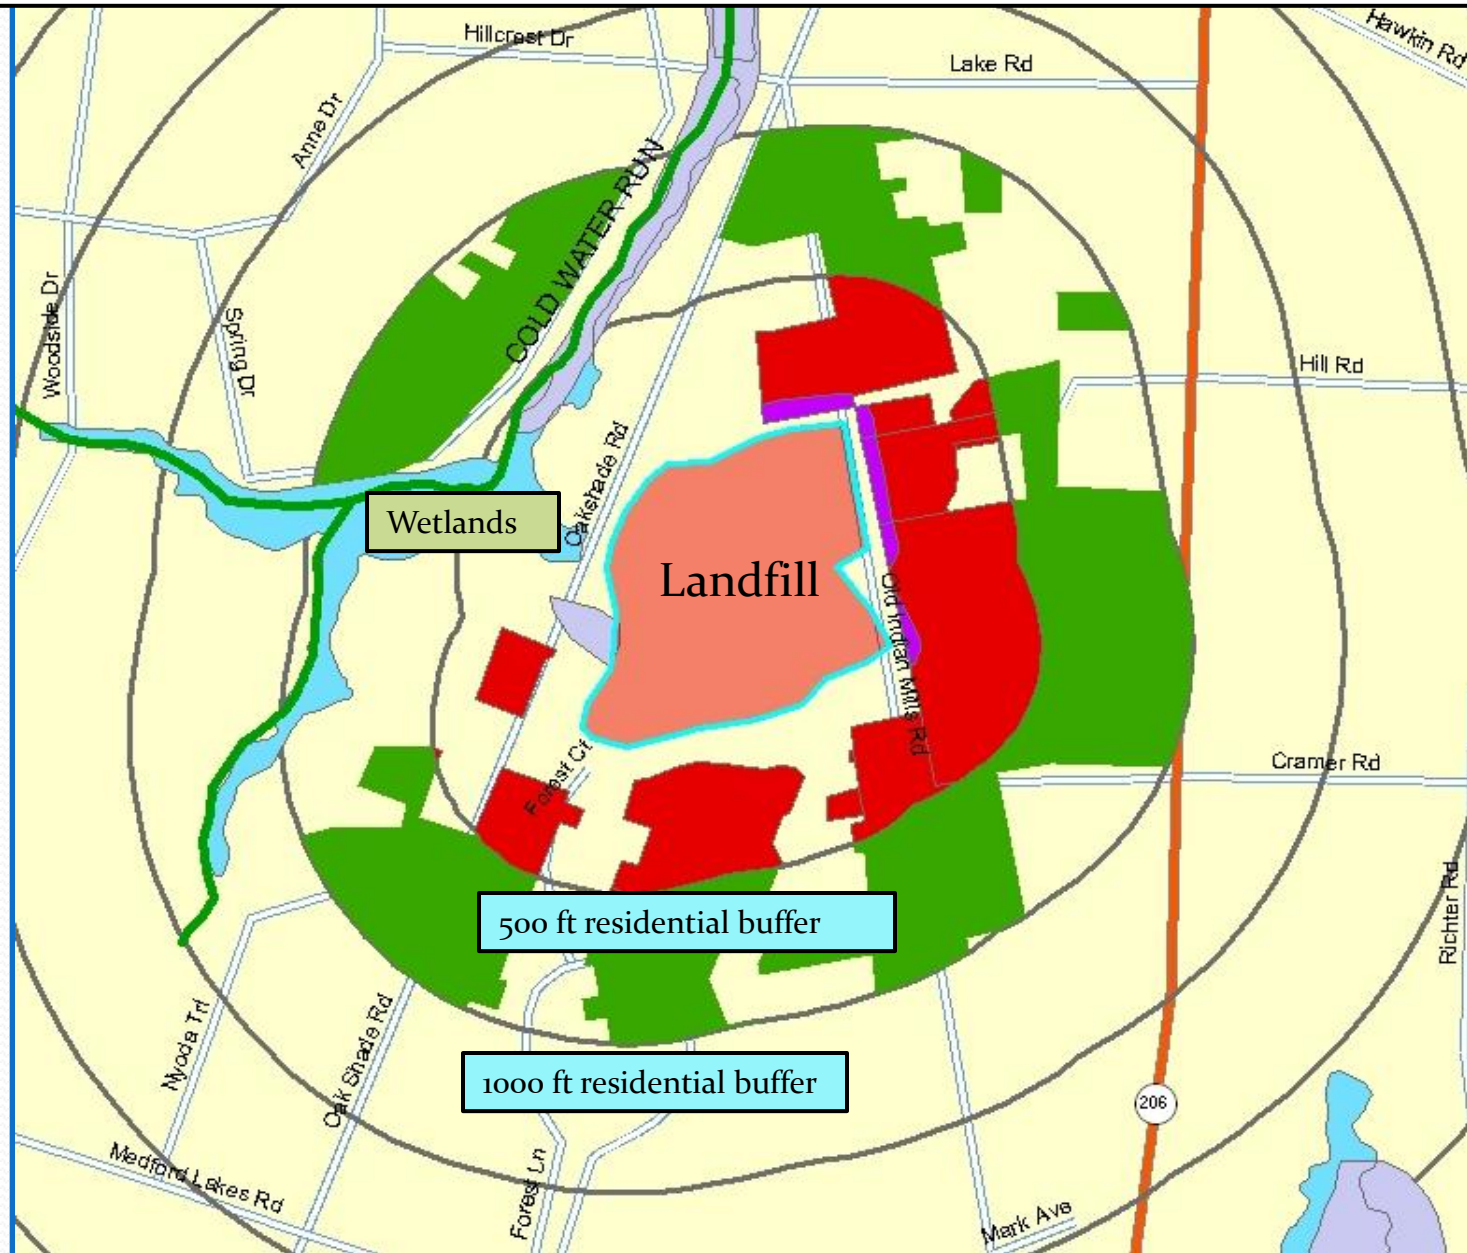 Hillcrest Dr
Hawkin Rd
Lake Rd
Anne Dr
COLD WATER RUN
Woodside Dr
Spring Dr
Hill Rd
Oakshade Rd
Wetlands
Landfill
Old Indian Mills Rd
Forest Ct
Cramer Rd
500 ft residential buffer
Richter Rd
Nyoda Trl
Oak Shade Rd
1000 ft residential buffer
206
Medford Lakes Rd
Forest Ln
Mark Ave